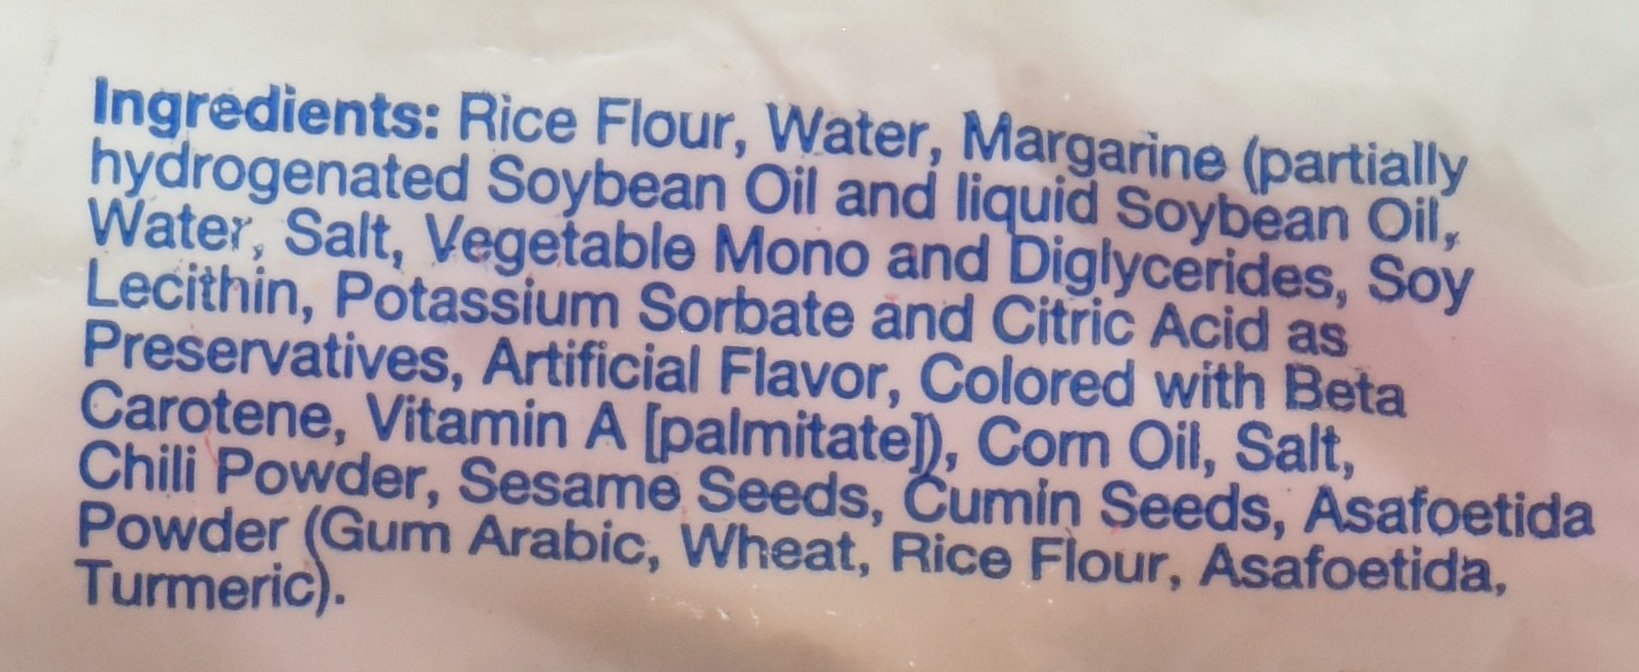 Ingredients: Rice Flour, Water, Margarine (partially
hydrogenated Soybean Oil and liquid Soybean Oil,
Water, Salt, Vegetable Mono and Diglycerides, Soy
Lecithin, Potassium Sorbate and Citric Acid as
Preservatives, Artificial Flavor, Colored with Beta
Carotene, Vitamin A [palmitate]), Corn Oil, Salt,
Chili Powder, Sesame Seeds, Cumin Seeds, Asafoetida
Powder (Gum Arabic, Wheat, Rice Flour, Asafoetida,
Turmeric).